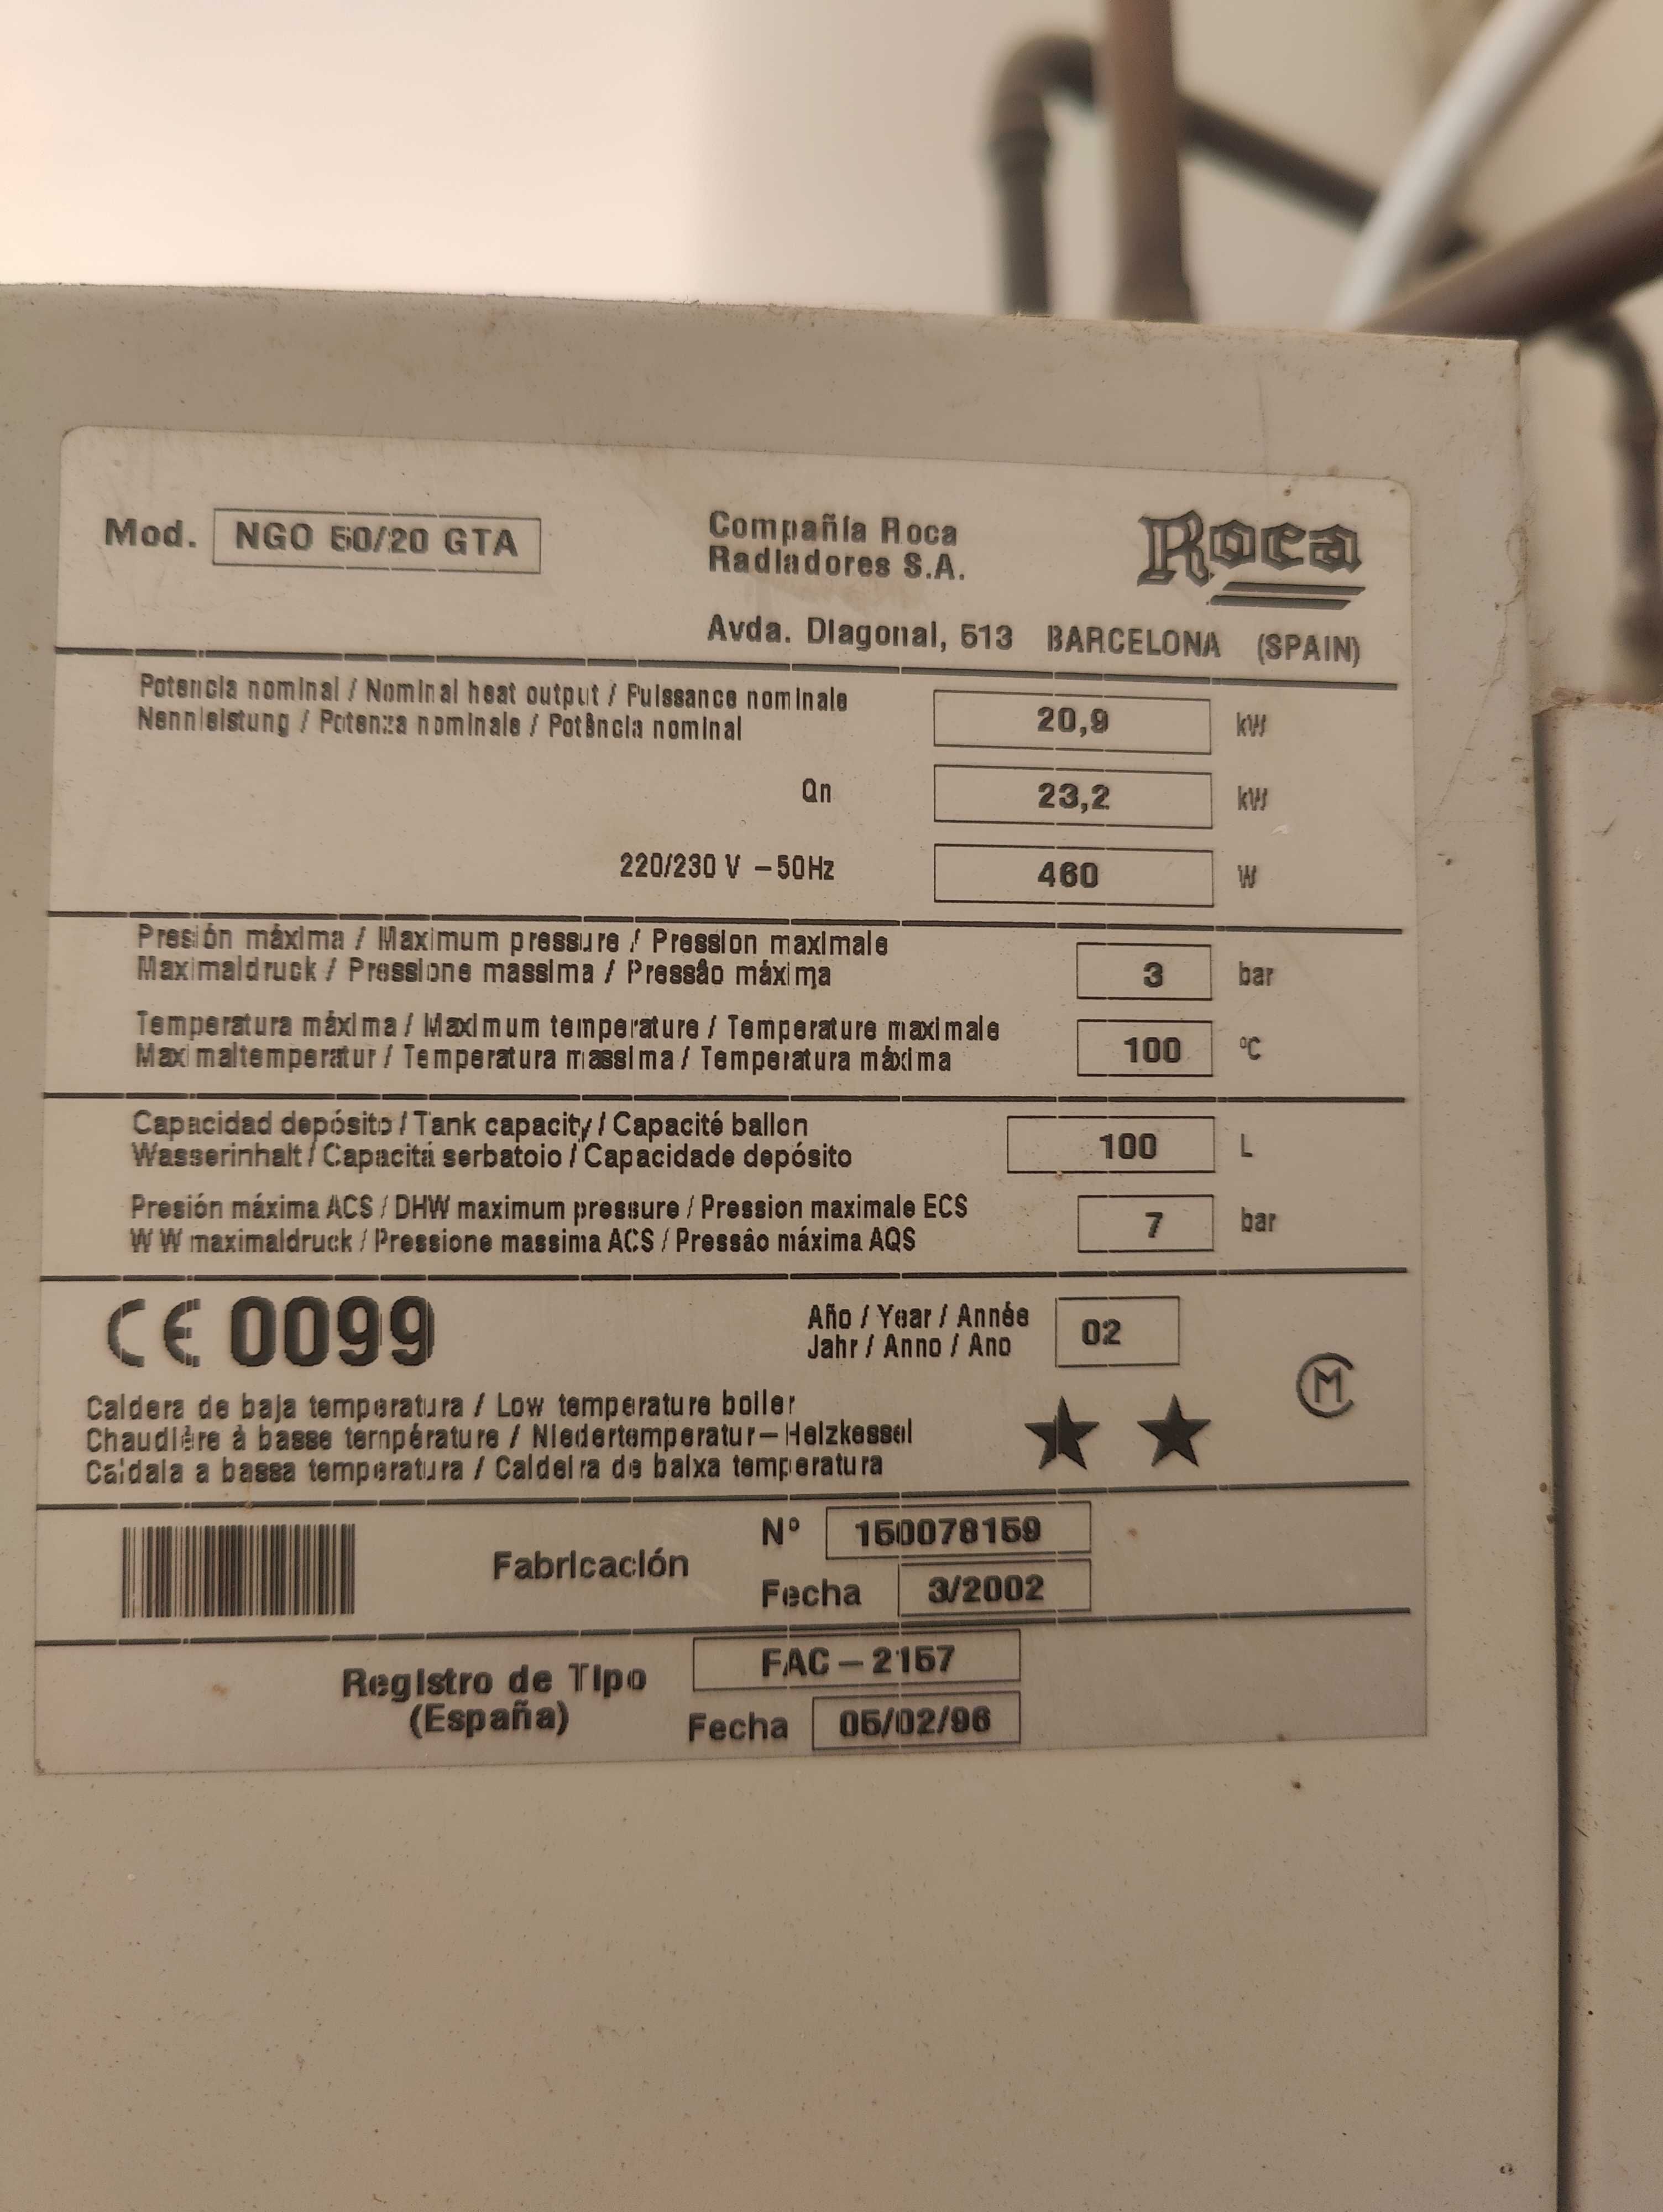 Mod. NGO 50/20 GTA
Compañía Roca
Radiadores S.A.
Roca
Avda. Diagonal, 513 BARCELONA (SPAIN)
Potencia nominal / Nominal heat output / Puissance nominale
Nennleistung / Potenza nominale / Potência nominal
20,9 kW
Qn 23,2 kW
220/230 V – 50Hz 460 W
Presión máxima / Maximum pressure / Pression maximale
Maximaldruck / Pressione massima / Pressão máxima
3 bar
Temperatura máxima / Maximum temperature / Temperature maximale
Maximaltemperatur / Temperatura massima / Temperatura máxima
100 °C
Capacidad depósito / Tank capacity / Capacité ballon
Wasserinhalt / Capacitá serbatoio / Capacidade depósito
100 L
Presión máxima ACS / DHW maximum pressure / Pression maximale ECS
W W maximaldruck / Pressione massima ACS / Pressão máxima AQS
7 bar
CE 0099
Año / Year / Année
Jahr / Anno / Ano
02
CM
Caldera de baja temperatura / Low temperature boiler
Chaudière à basse température / Niedertemperatur–Heizkessel
Caldaia a bassa temperatura / Caldeira de baixa temperatura
Fabricación
Nº 150078159
Fecha 3/2002
Registro de Tipo
(España)
FAC – 2157
Fecha 05/02/96